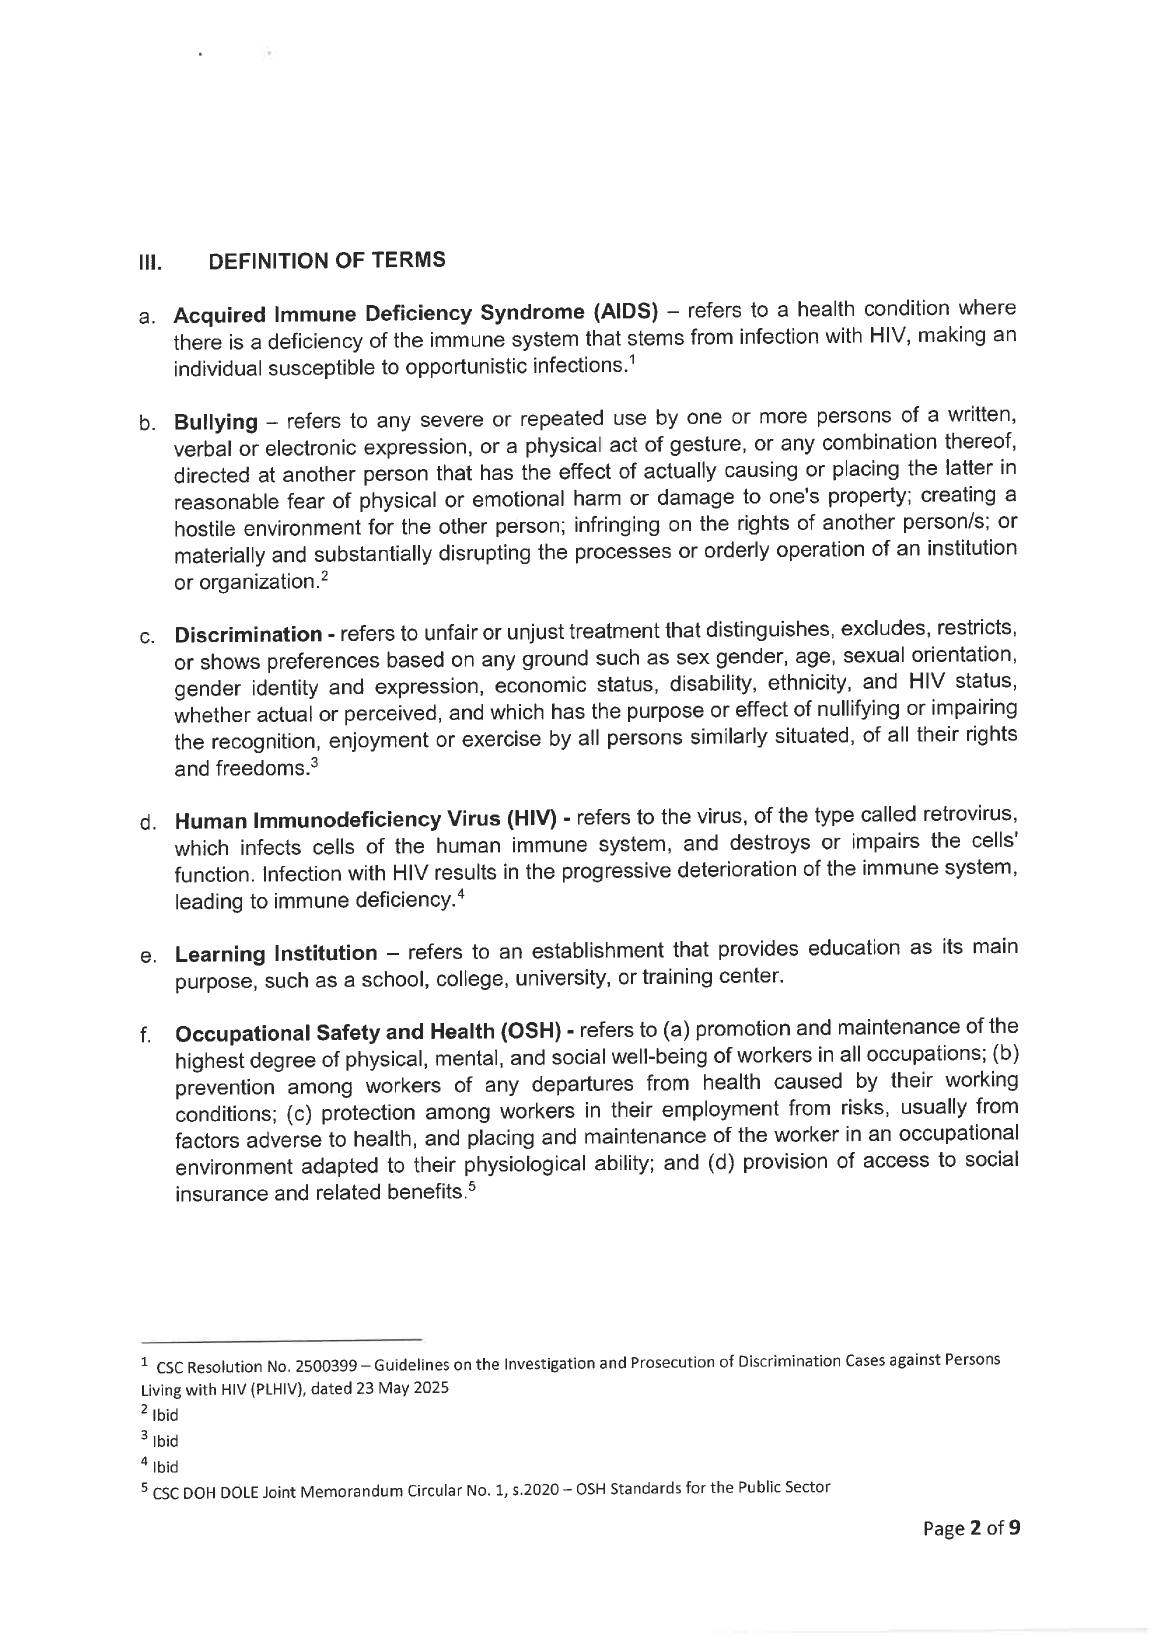 III. DEFINITION OF TERMS
a. Acquired Immune Deficiency Syndrome (AIDS) – refers to a health condition where
there is a deficiency of the immune system that stems from infection with HIV, making an
individual susceptible to opportunistic infections.1
b. Bullying – refers to any severe or repeated use by one or more persons of a written,
verbal or electronic expression, or a physical act of gesture, or any combination thereof,
directed at another person that has the effect of actually causing or placing the latter in
reasonable fear of physical or emotional harm or damage to one's property; creating a
hostile environment for the other person; infringing on the rights of another person/s; or
materially and substantially disrupting the processes or orderly operation of an institution
or organization.2
c. Discrimination - refers to unfair or unjust treatment that distinguishes, excludes, restricts,
or shows preferences based on any ground such as sex gender, age, sexual orientation,
gender identity and expression, economic status, disability, ethnicity, and HIV status,
whether actual or perceived, and which has the purpose or effect of nullifying or impairing
the recognition, enjoyment or exercise by all persons similarly situated, of all their rights
and freedoms.3
d. Human Immunodeficiency Virus (HIV) - refers to the virus, of the type called retrovirus,
which infects cells of the human immune system, and destroys or impairs the cells'
function. Infection with HIV results in the progressive deterioration of the immune system,
leading to immune deficiency.4
e. Learning Institution – refers to an establishment that provides education as its main
purpose, such as a school, college, university, or training center.
f. Occupational Safety and Health (OSH) - refers to (a) promotion and maintenance of the
highest degree of physical, mental, and social well-being of workers in all occupations; (b)
prevention among workers of any departures from health caused by their working
conditions; (c) protection among workers in their employment from risks, usually from
factors adverse to health, and placing and maintenance of the worker in an occupational
environment adapted to their physiological ability; and (d) provision of access to social
insurance and related benefits.5
1 CSC Resolution No. 2500399 – Guidelines on the Investigation and Prosecution of Discrimination Cases against Persons
Living with HIV (PLHIV), dated 23 May 2025
2 Ibid
3 Ibid
4 Ibid
5 CSC DOH DOLE Joint Memorandum Circular No. 1, s.2020 – OSH Standards for the Public Sector
Page 2 of 9